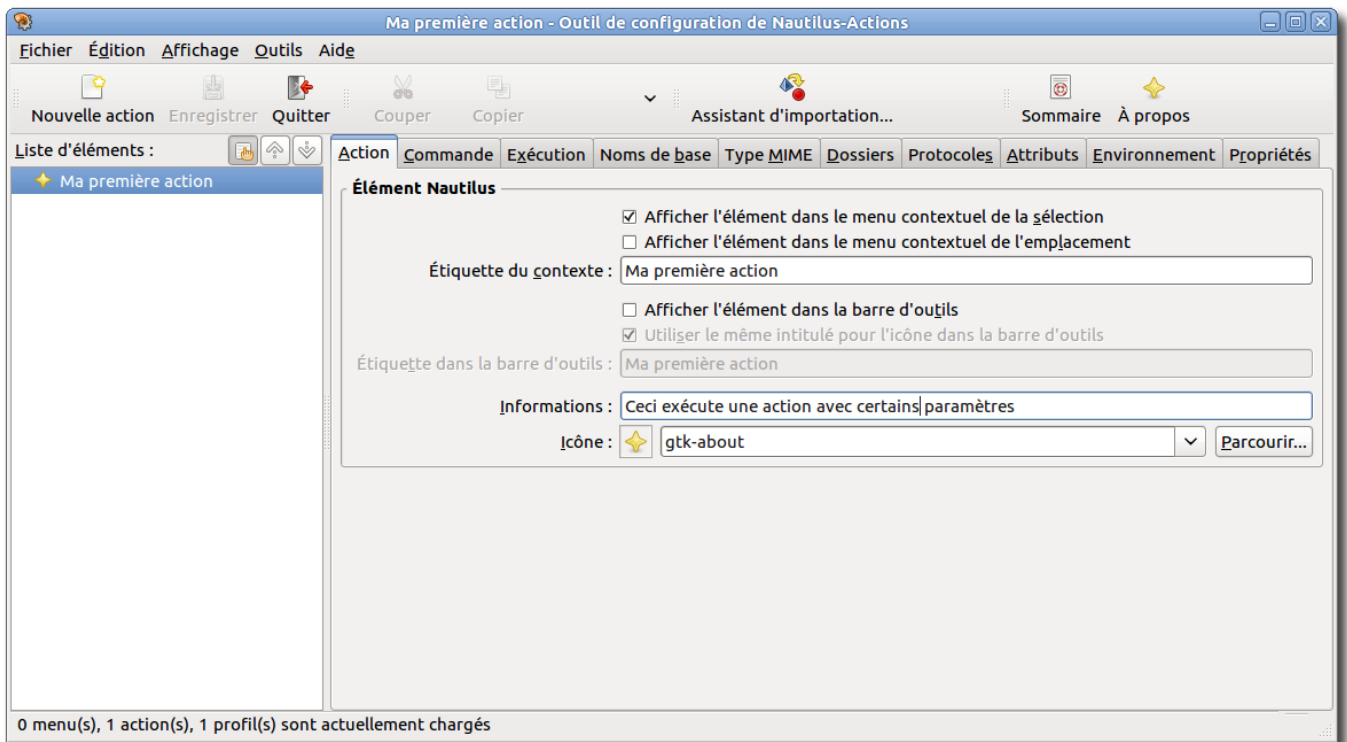 Ma première action - Outil de configuration de Nautilus-Actions
Fichier Édition Affichage Outils Aide
Nouvelle action Enregistrer Quitter Couper Copier Assistant d'importation... Sommaire À propos
Liste d'éléments :
Ma première action
Action Commande Exécution Noms de base Type MIME Dossiers Protocoles Attributs Environnement Propriétés
Élément Nautilus
Afficher l'élément dans le menu contextuel de la sélection
Afficher l'élément dans le menu contextuel de l'emplacement
Étiquette du contexte : Ma première action
Afficher l'élément dans la barre d'outils
Utiliser le même intitulé pour l'icône dans la barre d'outils
Étiquette dans la barre d'outils : Ma première action
Informations : Ceci exécute une action avec certains paramètres
Icône : gtk-about Parcourir...
0 menu(s), 1 action(s), 1 profil(s) sont actuellement chargés